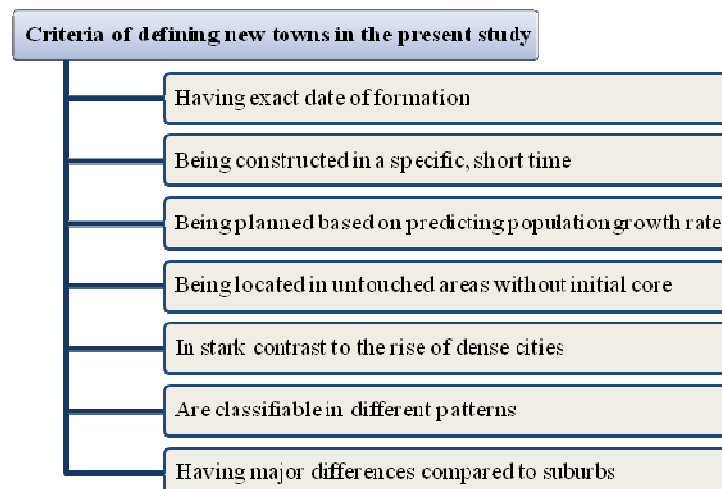 Criteria of defining new towns in the present study
Having exact date of formation
Being constructed in a specific, short time
Being planned based on predicting population growth rate
Being located in untouched areas without initial core
In stark contrast to the rise of dense cities
Are classifiable in different patterns
Having major differences compared to suburbs